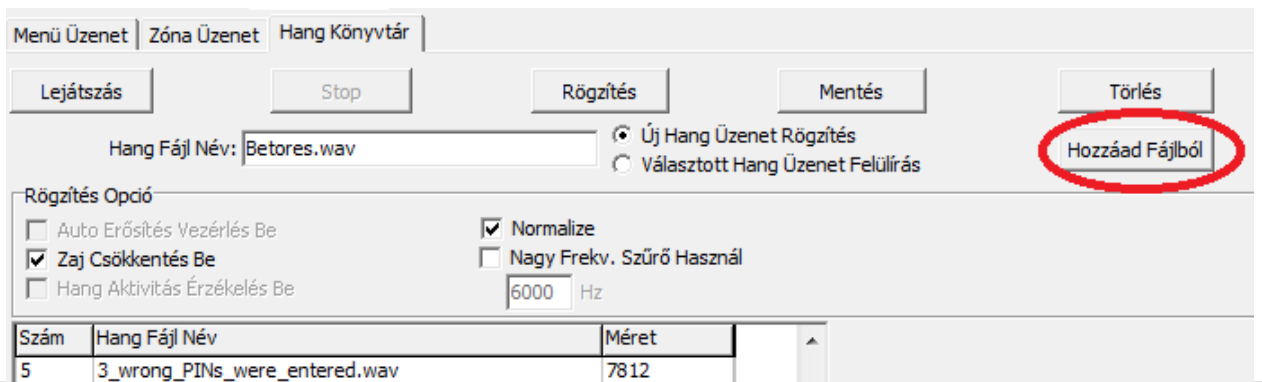 Menü Üzenet Zóna Üzenet Hang Könyvtár
Lejátszás Stop Rögzítés Mentés Törlés
Hang Fájl Név: Betores.wav Új Hang Üzenet Rögzítés Hozzáad Fájlból
Választott Hang Üzenet Felülírás
Rögzítés Opció
Auto Erősítés Vezérlés Be Normalize
Zaj Csökkentés Be Nagy Frekv. Szűrő Használ
Hang Aktivitás Érzékelés Be 6000 Hz
Szám Hang Fájl Név Méret
5 3_wrong_PINs_were_entered.wav 7812